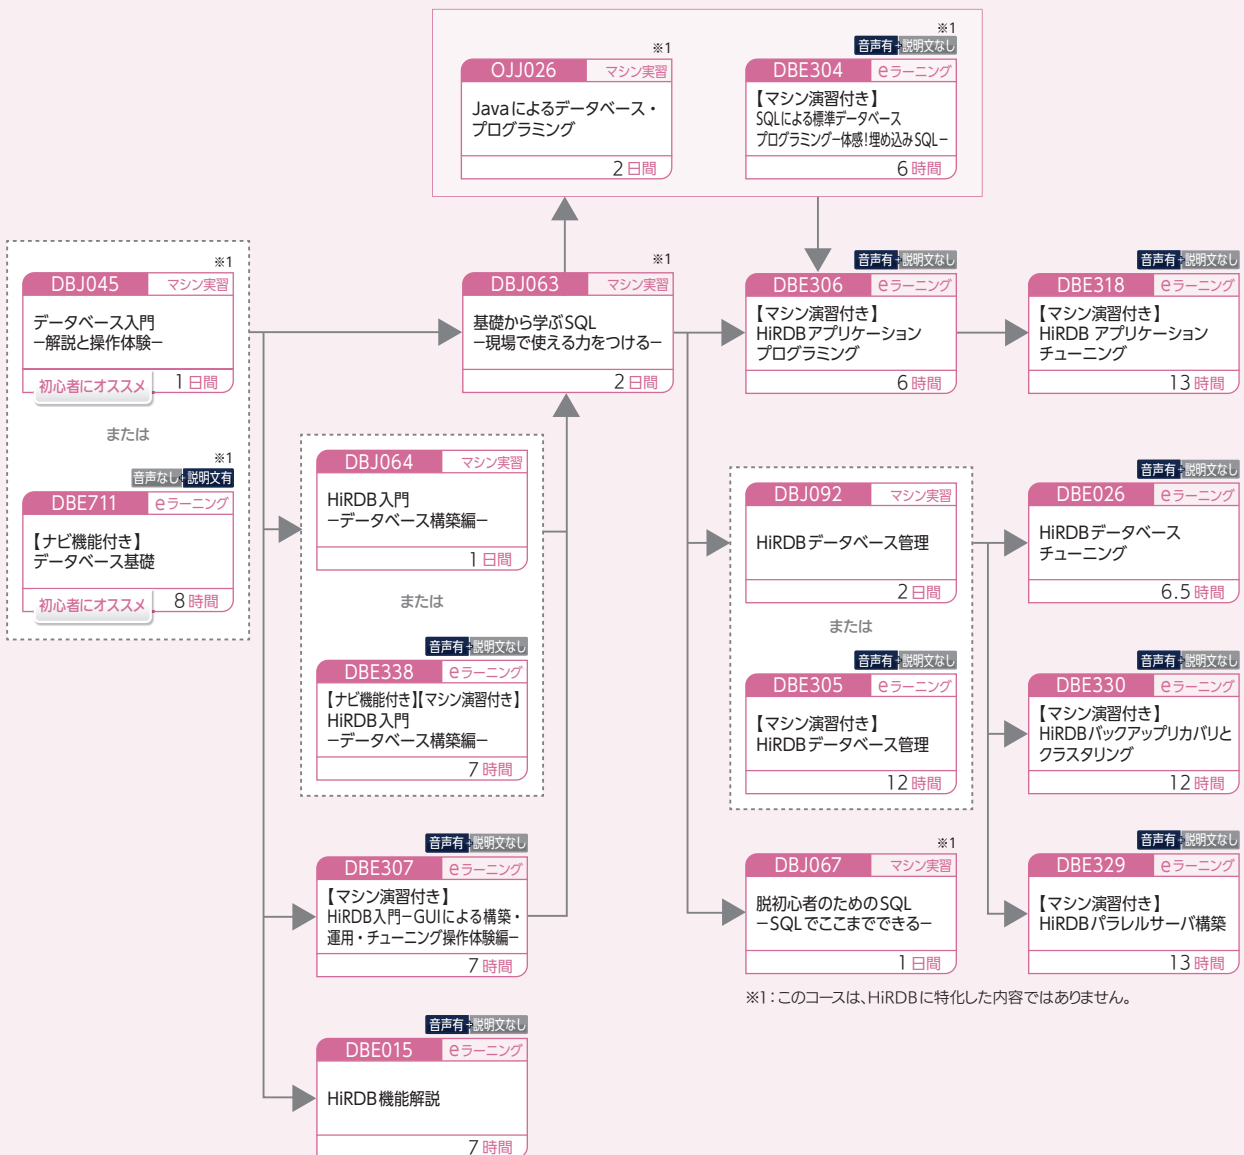 ※1
OJJ026 マシン実習
Javaによるデータベース・
プログラミング
2日間
※1
音声有+説明文なし
DBE304 eラーニング
【マシン演習付き】
SQLによる標準データベース
プログラミングー体感!埋め込みSQLー
6時間
※1
DBJ045 マシン実習
データベース入門
ー解説と操作体験ー
初心者にオススメ 1日間
または
※1
音声なし+説明文有
DBE711 eラーニング
【ナビ機能付き】
データベース基礎
初心者にオススメ 8時間
※1
DBJ063 マシン実習
基礎から学ぶSQL
ー現場で使える力をつけるー
2日間
DBJ064 マシン実習
HiRDB入門
ーデータベース構築編ー
1日間
または
音声有+説明文なし
DBE338 eラーニング
【ナビ機能付き】【マシン演習付き】
HiRDB入門
ーデータベース構築編ー
7時間
音声有+説明文なし
DBE307 eラーニング
【マシン演習付き】
HiRDB入門ーGUIによる構築・
運用・チューニング操作体験編ー
7時間
音声有+説明文なし
DBE015 eラーニング
HiRDB機能解説
7時間
音声有+説明文なし
DBE306 eラーニング
【マシン演習付き】
HiRDBアプリケーション
プログラミング
6時間
音声有+説明文なし
DBE318 eラーニング
【マシン演習付き】
HiRDB アプリケーション
チューニング
13時間
DBJ092 マシン実習
HiRDBデータベース管理
2日間
または
音声有+説明文なし
DBE305 eラーニング
【マシン演習付き】
HiRDBデータベース管理
12時間
音声有+説明文なし
DBE026 eラーニング
HiRDBデータベース
チューニング
6.5時間
音声有+説明文なし
DBE330 eラーニング
【マシン演習付き】
HiRDBバックアップリカバリと
クラスタリング
12時間
※1
DBJ067 マシン実習
脱初心者のためのSQL
ーSQLでここまでできるー
1日間
音声有+説明文なし
DBE329 eラーニング
【マシン演習付き】
HiRDBパラレルサーバ構築
13時間
※1:このコースは、HiRDBに特化した内容ではありません。